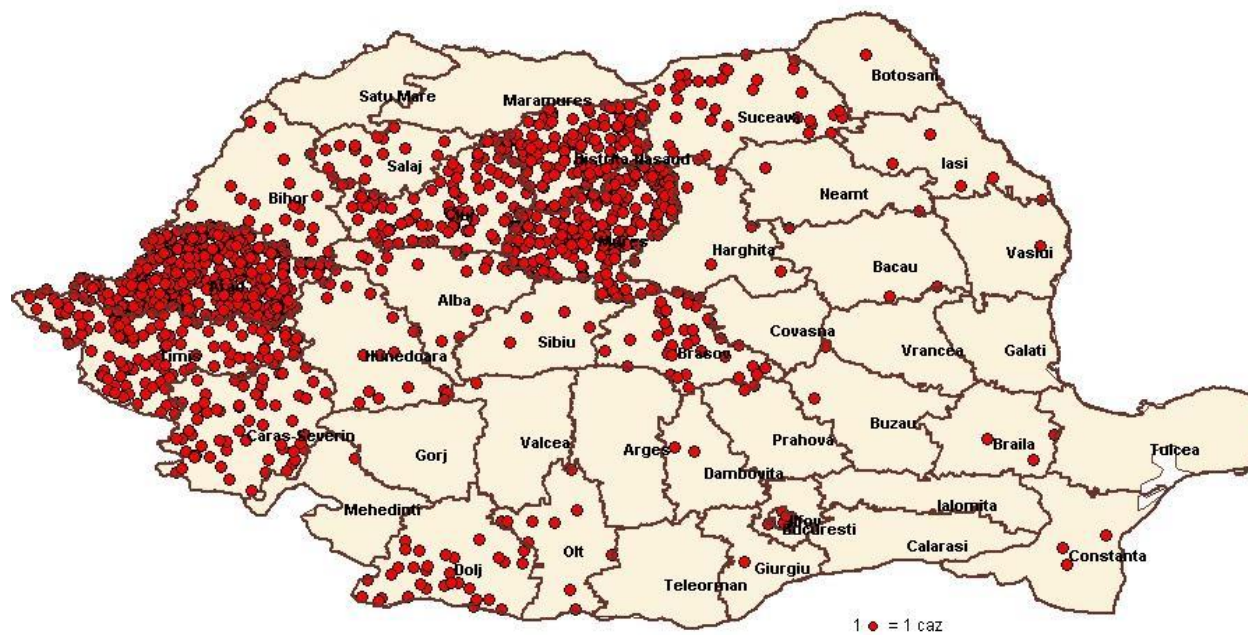 Botosani
Satu Mare
Maramures
Suceava
Bistrita Nasaud
Iasi
Salaj
Neamt
Bihor
Cluj
Mures
Harghita
Vaslui
Bacau
Arad
Alba
Covasna
Sibiu
Brasov
Vrancea
Galati
Timis
Hunedoara
Caras-Severin
Gorj
Valcea
Arges
Prahova
Buzau
Braila
Tulcea
Dambovita
Mehedinti
Ialomita
Ilfov
Bucuresti
Calarasi
Constanta
Olt
Dolj
Giurgiu
Teleorman
1 = 1 caz